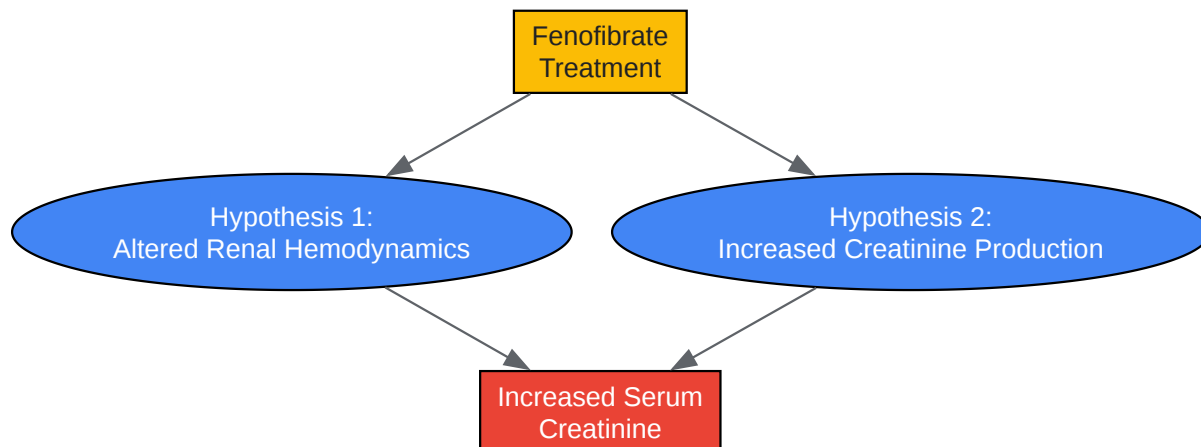 Fenofibrate
Treatment
Hypothesis 1:
Altered Renal Hemodynamics
Hypothesis 2:
Increased Creatinine Production
Increased Serum
Creatinine